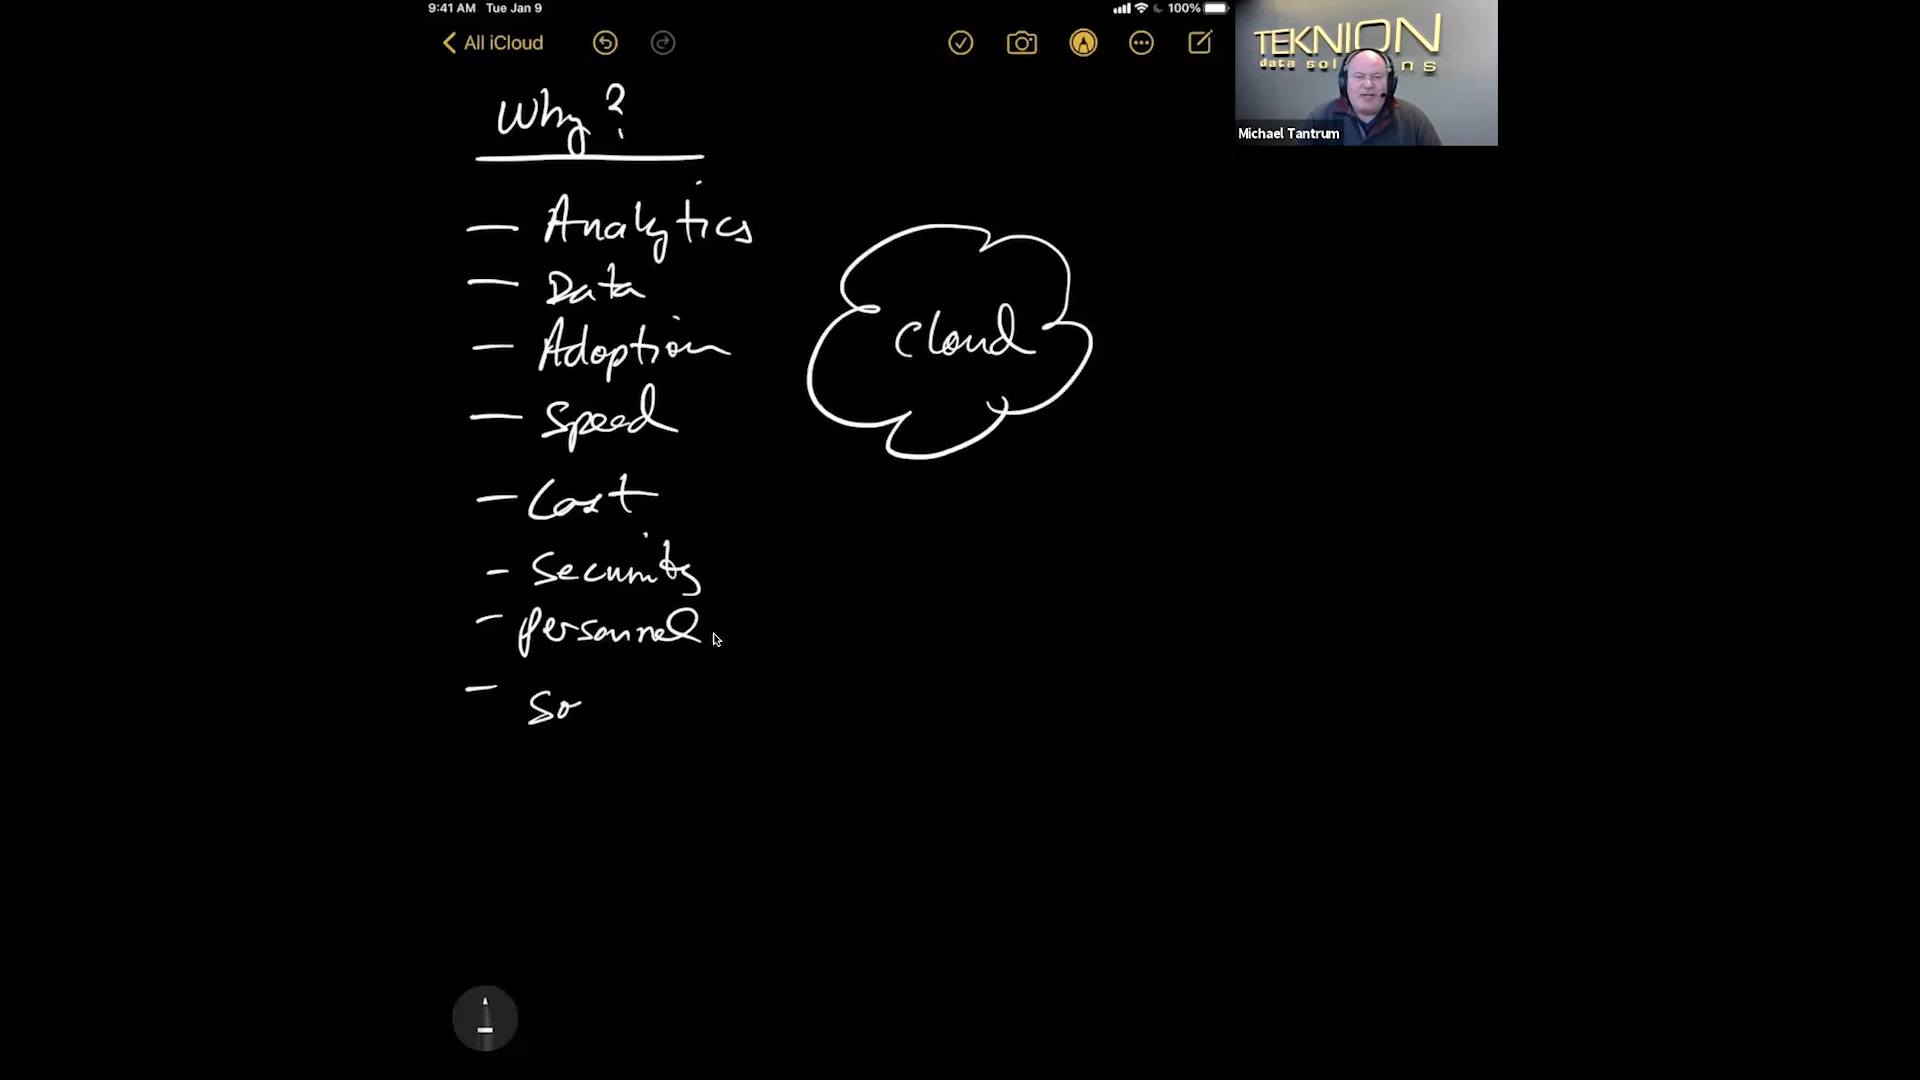 9:41 AM Tue Jan 9
100%
All iCloud
TEKNION
data sol ns
Michael Tantrum
Why?
— Analytics
— Data
— Adoption
— Speed
— Cost
- Security
- personnel
- So
Cloud